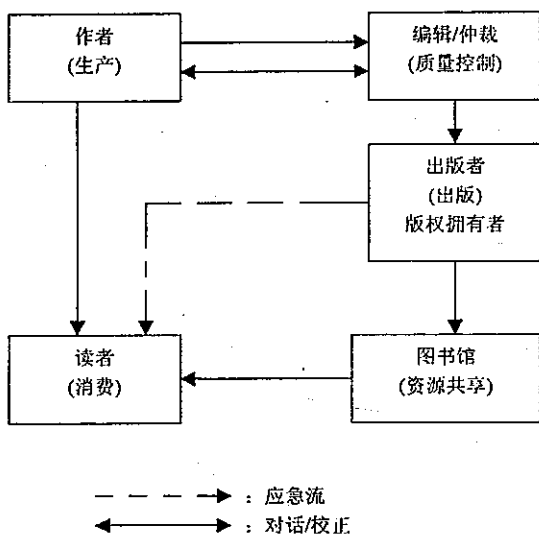 作者
(生产)
编辑/仲裁
(质量控制)
出版者
(出版)
版权拥有者
读者
(消费)
图书馆
(资源共享)
：应急流
：对话/校正